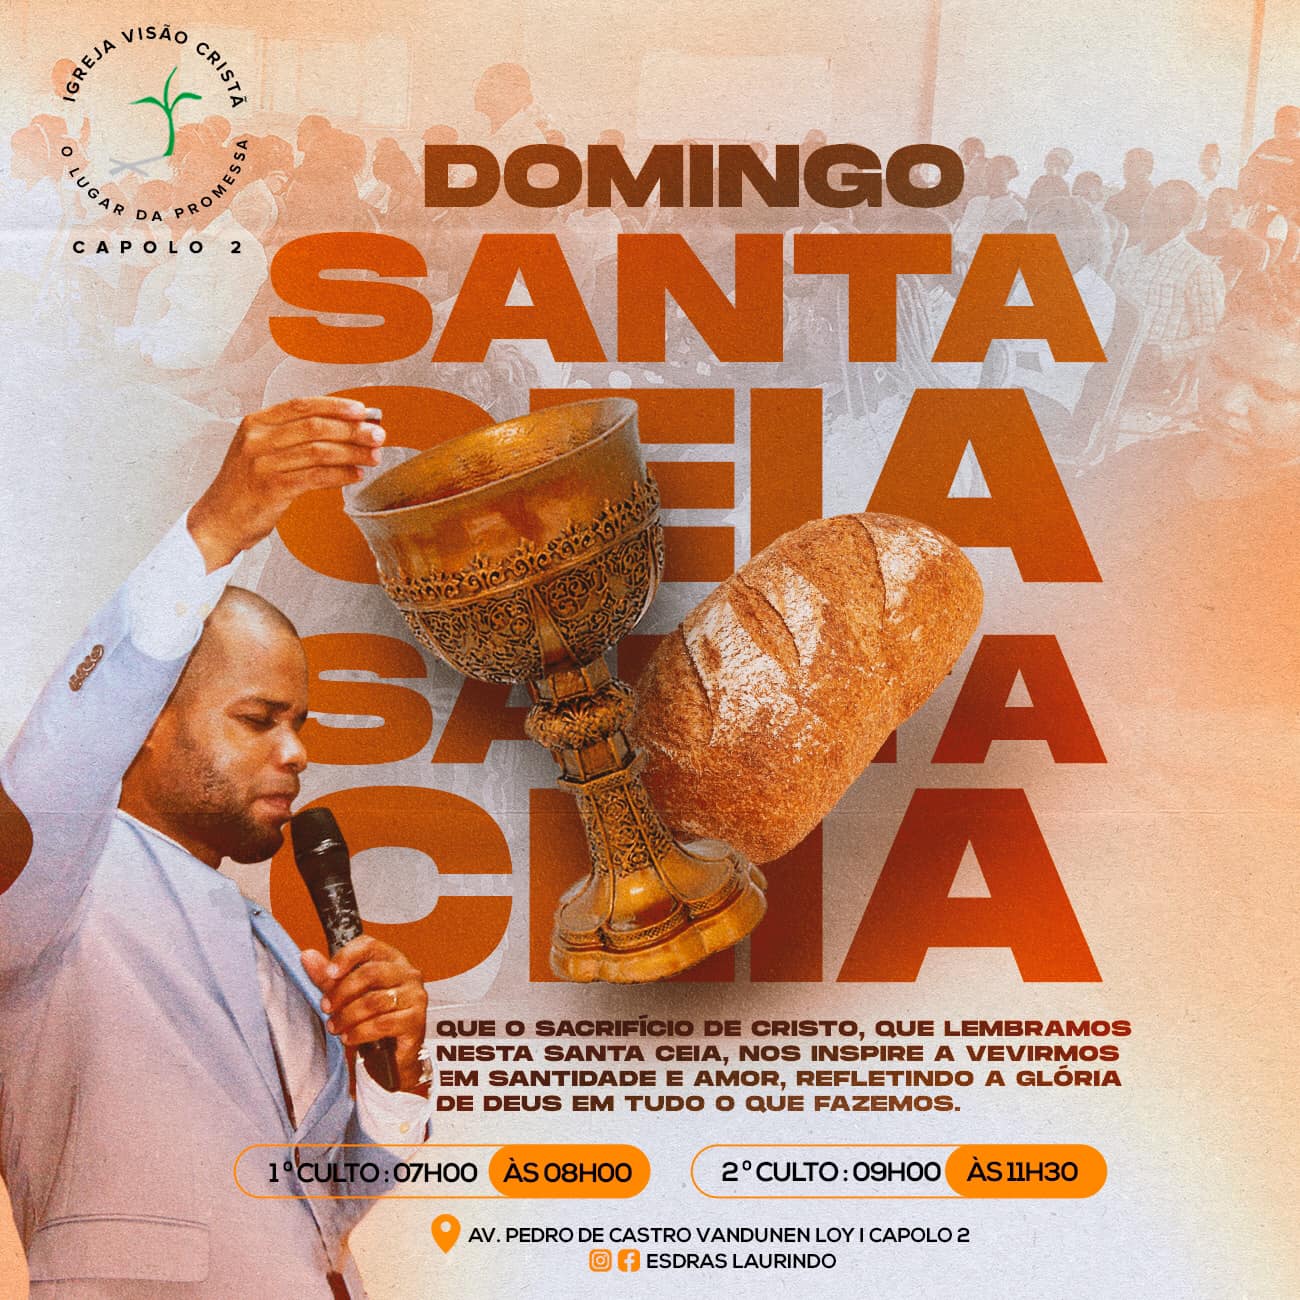 IGREJA VISÃO CRISTÃ
O LUGAR DA PROMESSA
CAPOLO 2
DOMINGO
SANTA
CEIA
SANTA
CEIA
QUE O SACRIFÍCIO DE CRISTO, QUE LEMBRAMOS
NESTA SANTA CEIA, NOS INSPIRE A VEVIRMOS
EM SANTIDADE E AMOR, REFLETINDO A GLÓRIA
DE DEUS EM TUDO O QUE FAZEMOS.
1º CULTO : 07H00 ÀS 08H00
2º CULTO : 09H00 ÀS 11H30
AV. PEDRO DE CASTRO VANDUNEN LOY I CAPOLO 2
ESDRAS LAURINDO